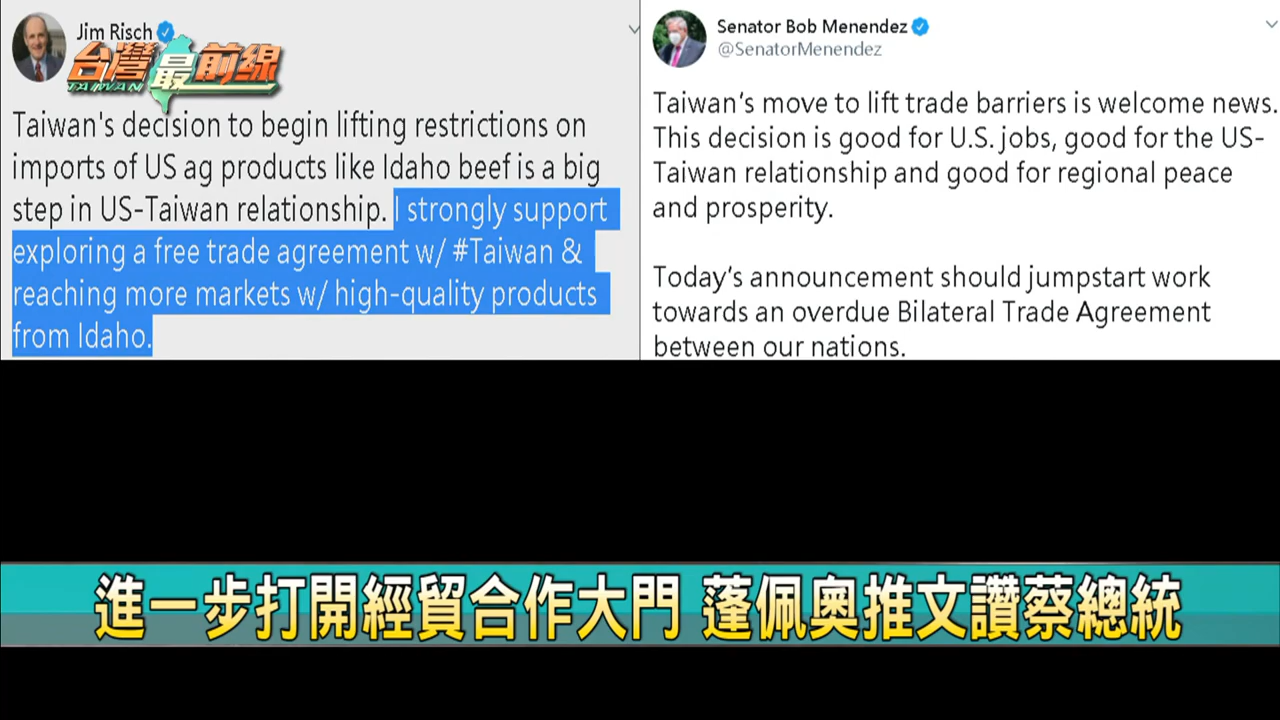 Jim Risch
台灣最前線
TAIWAN
Taiwan's decision to begin lifting restrictions on
imports of US ag products like Idaho beef is a big
step in US-Taiwan relationship. I strongly support
exploring a free trade agreement w/ #Taiwan &
reaching more markets w/ high-quality products
from Idaho.
Senator Bob Menendez
@SenatorMenendez
Taiwan's move to lift trade barriers is welcome news.
This decision is good for U.S. jobs, good for the US-
Taiwan relationship and good for regional peace
and prosperity.
Today's announcement should jumpstart work
towards an overdue Bilateral Trade Agreement
between our nations.
進一步打開經貿合作大門 蓬佩奧推文讚蔡總統